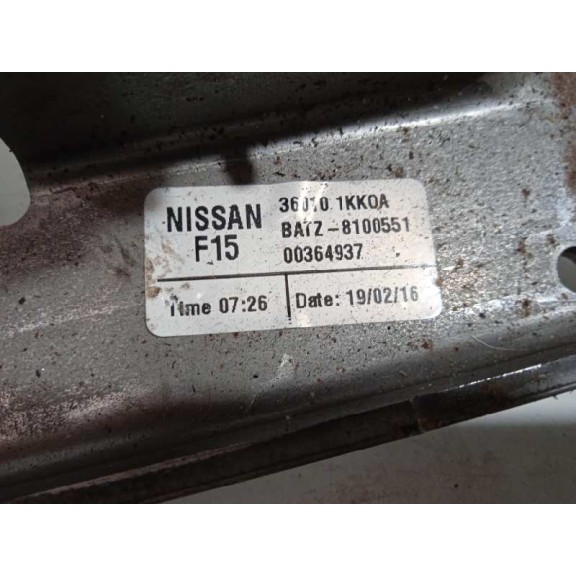 NISSAN 36010 1KK0A
F15 BATZ-8100551
00364937
Time 07:26 Date: 19/02/16